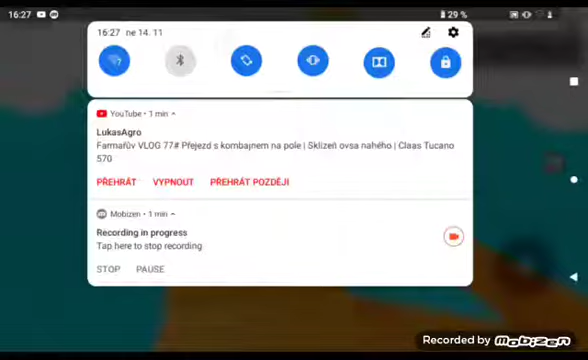 16:27
29 %
16:27 ne 14. 11
YouTube • 1 min
LukasAgro
Farmařův VLOG 77# Přejezd s kombajnem na pole | Sklizeň ovsa nahého | Claas Tucano
570
PŘEHRÁT VYPNOUT PŘEHRÁT POZDĚJI
Mobizen • 1 min
Recording in progress
Tap here to stop recording
STOP PAUSE
Recorded by Mobizen